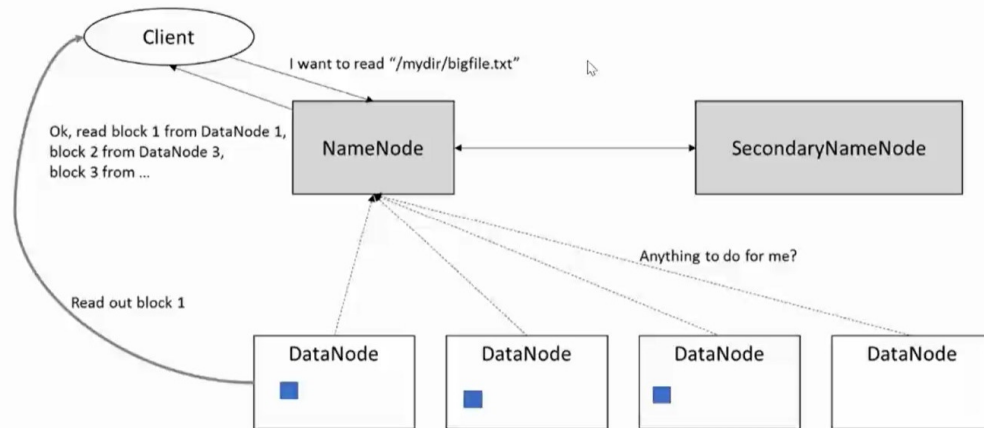 Client
I want to read “/mydir/bigfile.txt”
Ok, read block 1 from DataNode 1,
block 2 from DataNode 3,
block 3 from ...
NameNode
SecondaryNameNode
Anything to do for me?
Read out block 1
DataNode
DataNode
DataNode
DataNode